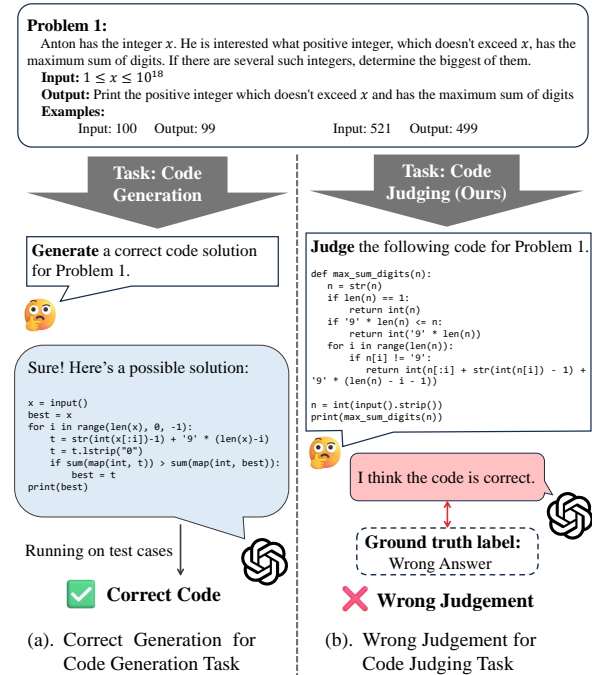 Problem 1:
Anton has the integer x. He is interested what positive integer, which doesn't exceed x, has the
maximum sum of digits. If there are several such integers, determine the biggest of them.
Input: 1 ≤ x ≤ 10^18
Output: Print the positive integer which doesn't exceed x and has the maximum sum of digits
Examples:
Input: 100 Output: 99 Input: 521 Output: 499
Task: Code
Generation
Generate a correct code solution
for Problem 1.
Sure! Here's a possible solution:
x = input()
best = x
for i in range(len(x), 0, -1):
    t = str(int(x[:i])-1) + '9' * (len(x)-i)
    t = t.lstrip("0")
    if sum(map(int, t)) > sum(map(int, best)):
        best = t
print(best)
Running on test cases
Correct Code
(a). Correct Generation for
Code Generation Task
Task: Code
Judging (Ours)
Judge the following code for Problem 1.
def max_sum_digits(n):
    n = str(n)
    if len(n) == 1:
        return int(n)
    if '9' * len(n) <= n:
        return int('9' * len(n))
    for i in range(len(n)):
        if n[i] != '9':
            return int(n[:i] + str(int(n[i]) - 1) +
'9' * (len(n) - i - 1))
n = int(input().strip())
print(max_sum_digits(n))
I think the code is correct.
Ground truth label:
Wrong Answer
Wrong Judgement
(b). Wrong Judgement for
Code Judging Task